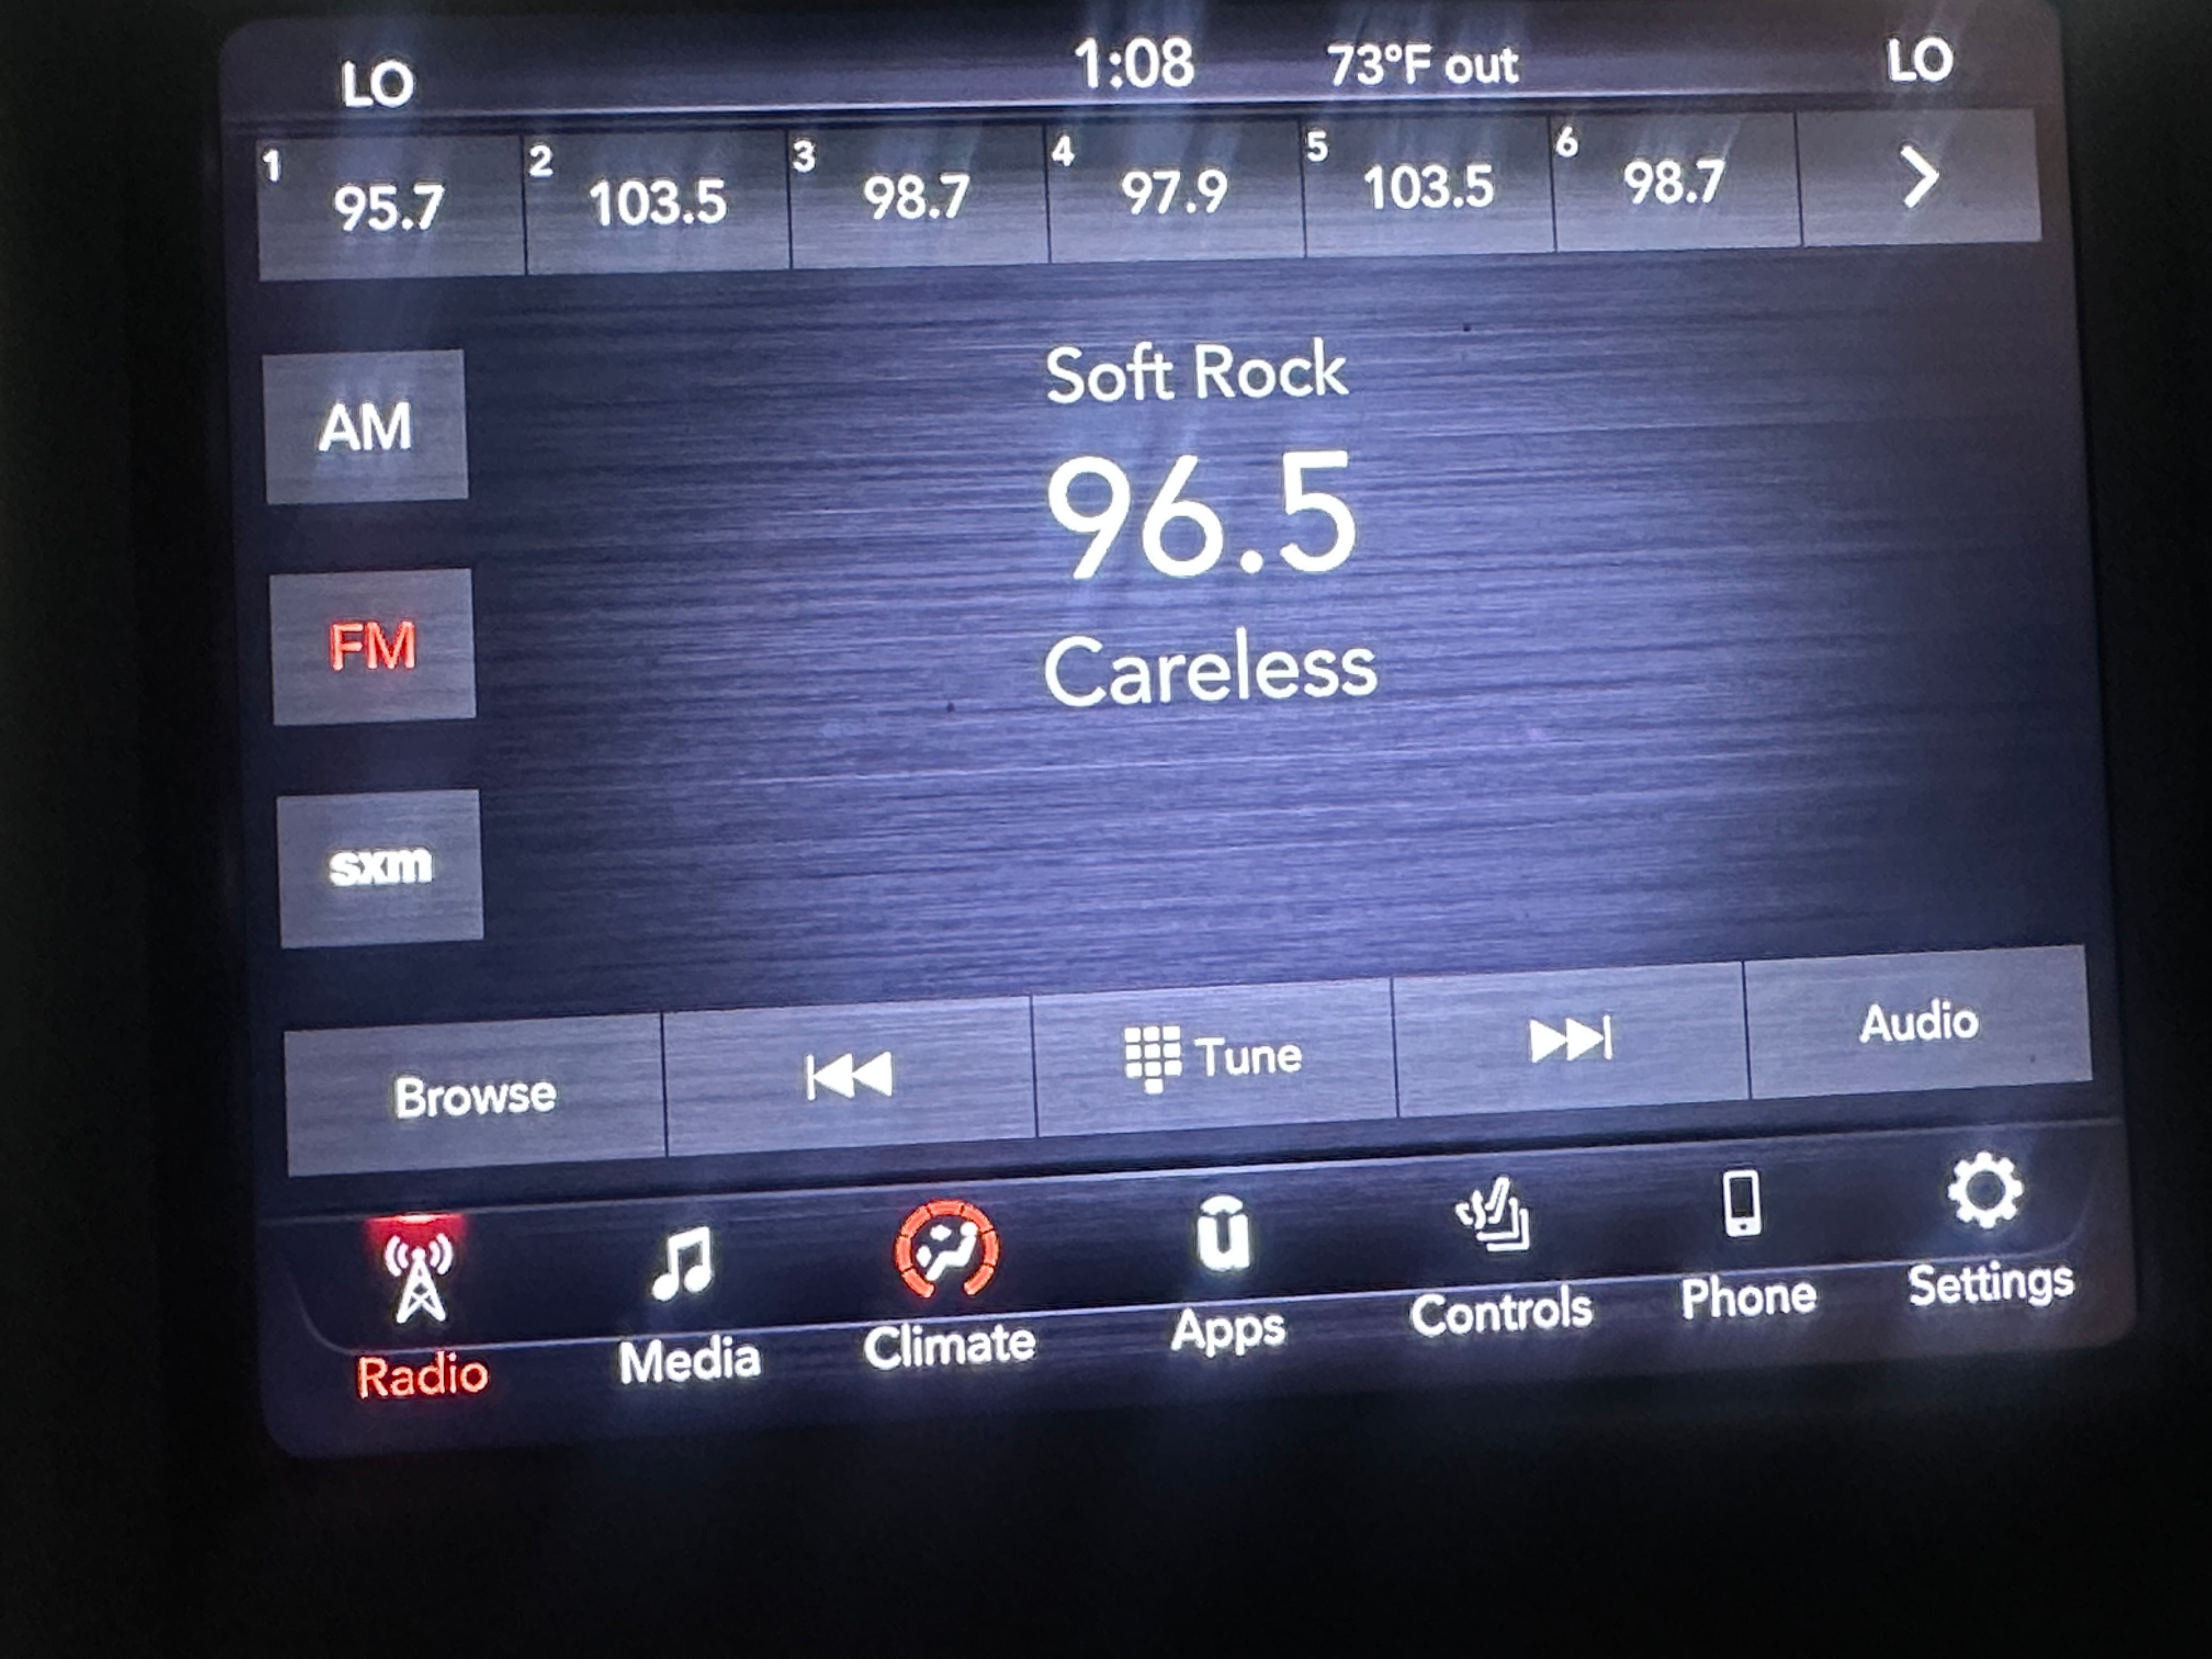 LO 1:08 73°F out LO
1 95.7 2 103.5 3 98.7 4 97.9 5 103.5 6 98.7
Soft Rock
AM
96.5
FM
Careless
sxm
Browse Tune Audio
u
Radio Media Climate Apps Controls Phone Settings